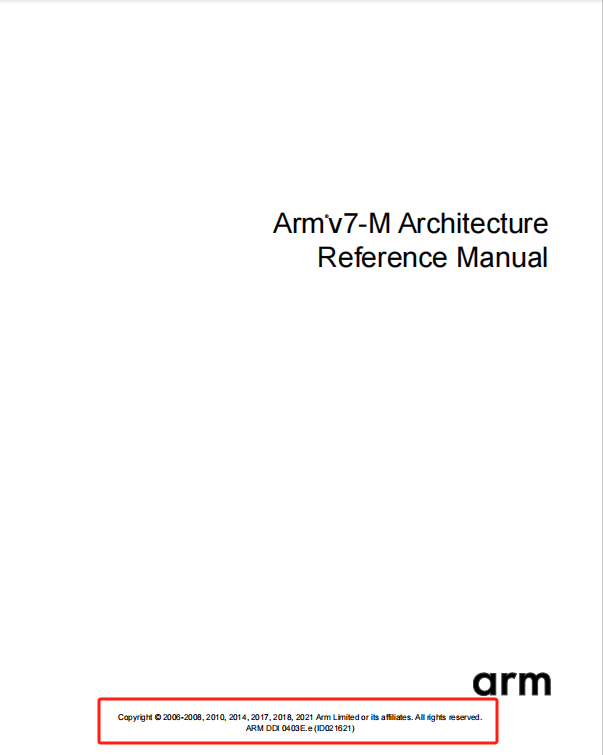 Arm®v7-M Architecture
Reference Manual
arm
Copyright © 2006-2008, 2010, 2014, 2017, 2018, 2021 Arm Limited or its affiliates. All rights reserved.
ARM DDI 0403E.e (ID021621)